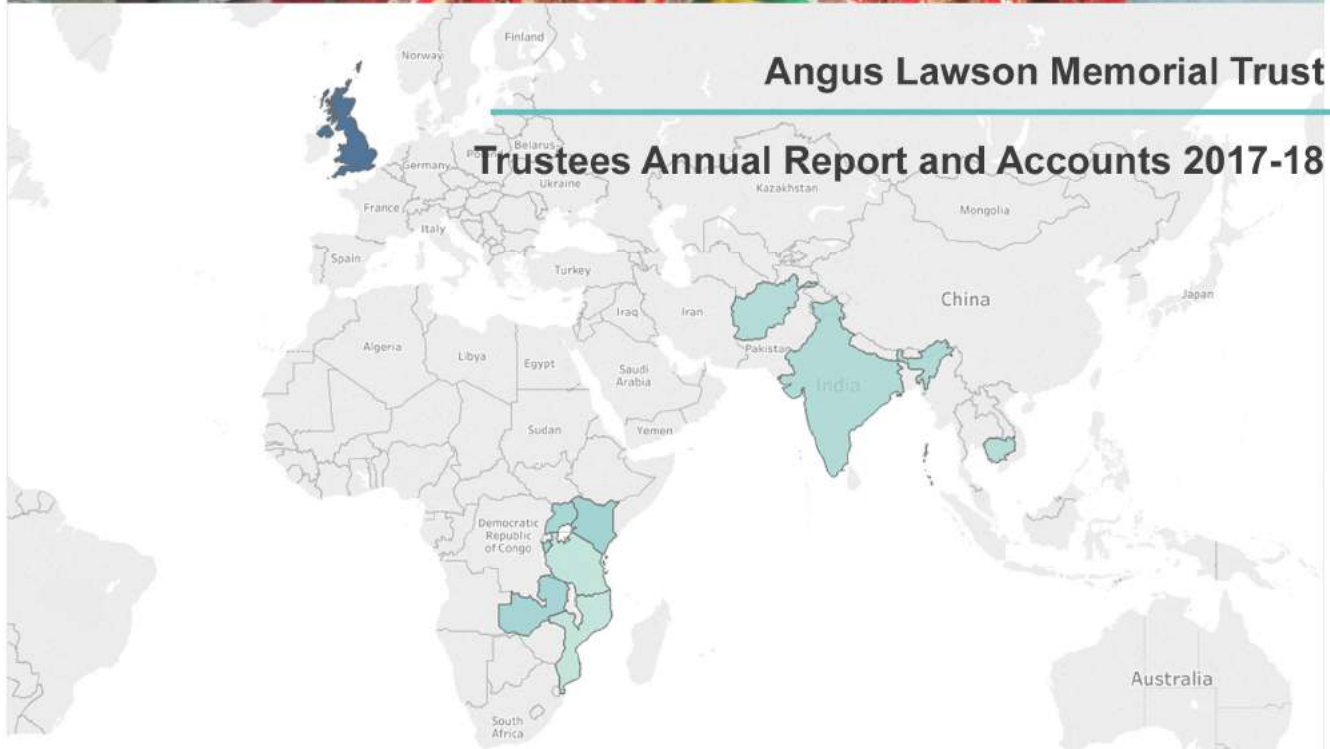 Finland
Norway
Angus Lawson Memorial Trust
Belarus
Germany
Poland
Trustees Annual Report and Accounts 2017-18
Ukraine
Kazakhstan
France
Mongolia
Italy
Spain
Turkey
China
Japan
Iraq
Iran
Algeria
Libya
Egypt
Pakistan
Saudi
Arabia
India
Sudan
Yemen
Democratic
Republic
of Congo
Australia
South
Africa